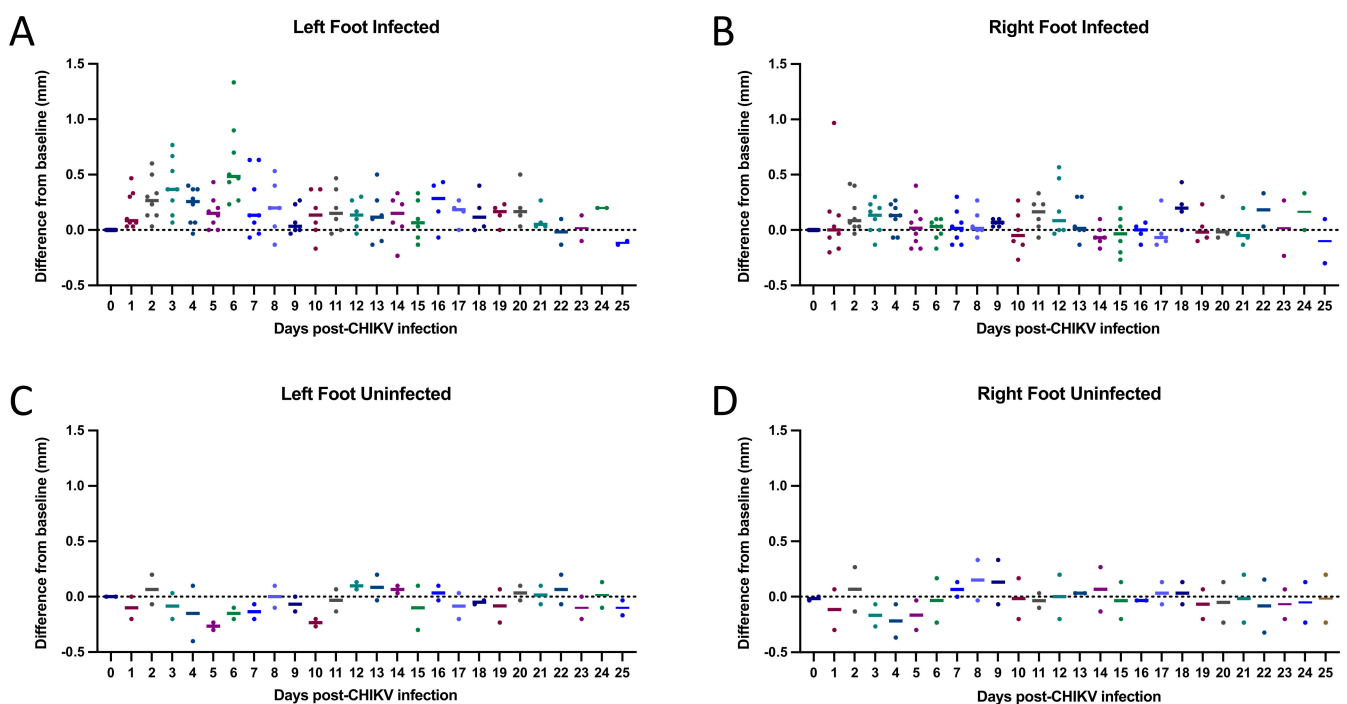 A
Left Foot Infected
Difference from baseline (mm)
1.5
1.0
0.5
0.0
-0.5
0 1 2 3 4 5 6 7 8 9 10 11 12 13 14 15 16 17 18 19 20 21 22 23 24 25
Days post-CHIKV infection
B
Right Foot Infected
Difference from baseline (mm)
1.5
1.0
0.5
0.0
-0.5
0 1 2 3 4 5 6 7 8 9 10 11 12 13 14 15 16 17 18 19 20 21 22 23 24 25
Days post-CHIKV infection
C
Left Foot Uninfected
Difference from baseline (mm)
1.5
1.0
0.5
0.0
-0.5
0 1 2 3 4 5 6 7 8 9 10 11 12 13 14 15 16 17 18 19 20 21 22 23 24 25
Days post-CHIKV infection
D
Right Foot Uninfected
Difference from baseline (mm)
1.5
1.0
0.5
0.0
-0.5
0 1 2 3 4 5 6 7 8 9 10 11 12 13 14 15 16 17 18 19 20 21 22 23 24 25
Days post-CHIKV infection